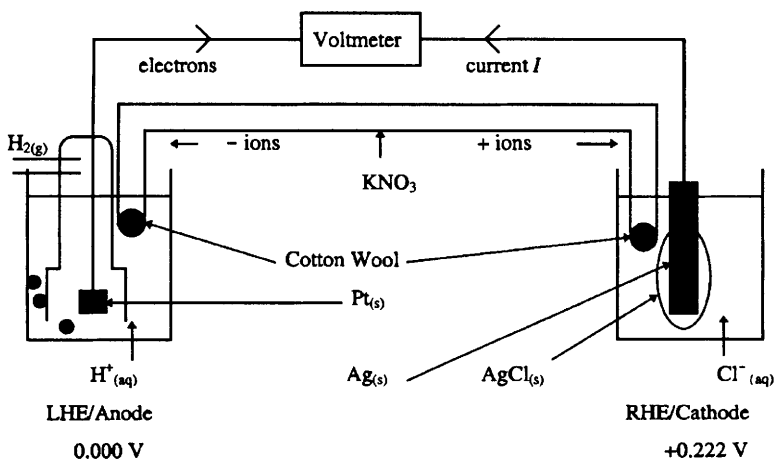 Voltmeter
electrons
current I
H2(g)
– ions
+ ions
KNO3
Cotton Wool
Pt(s)
H+(aq)
Ag(s)
AgCl(s)
Cl–(aq)
LHE/Anode
RHE/Cathode
0.000 V
+0.222 V